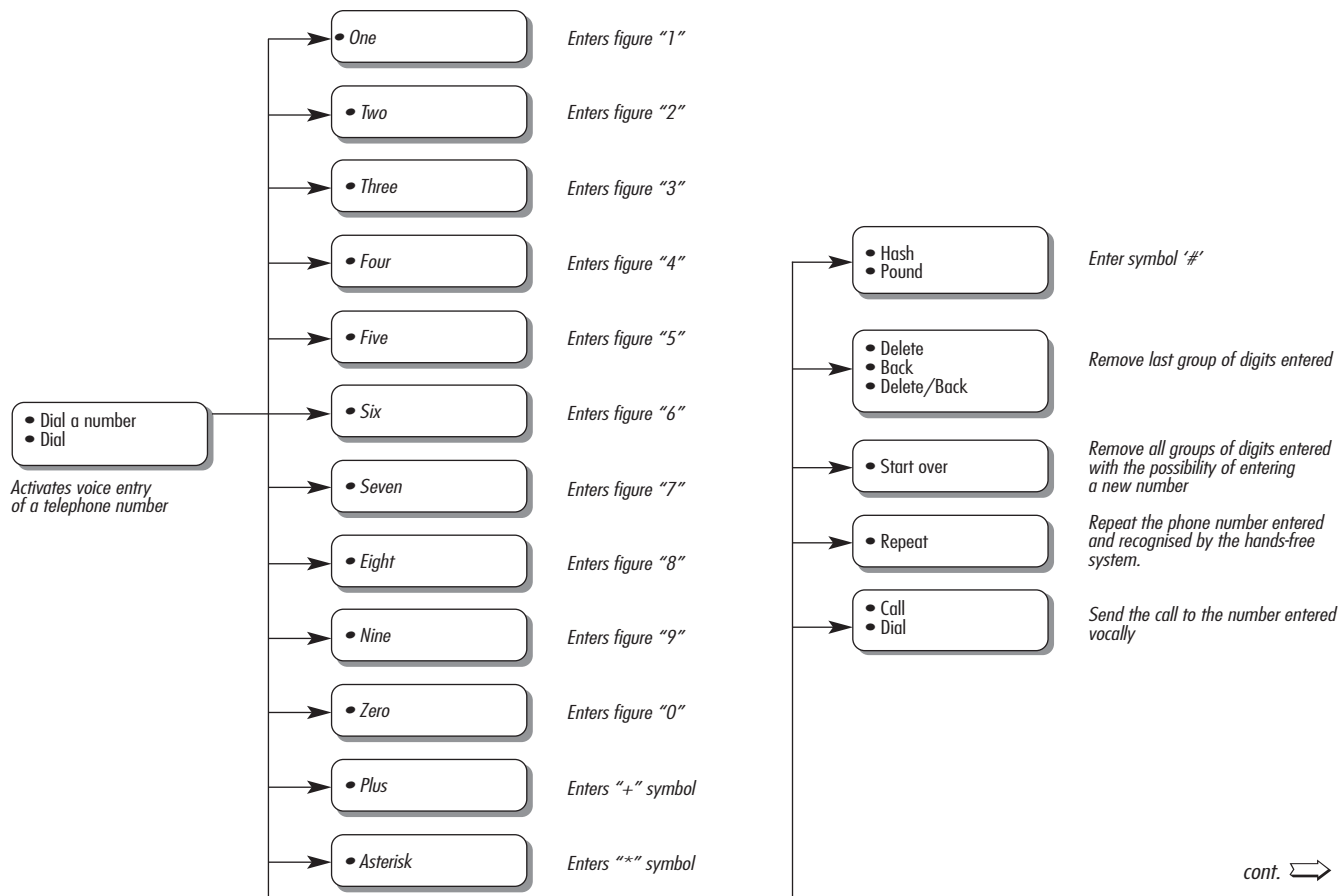 • Dial a number
• Dial
Activates voice entry
of a telephone number
• One
Enters figure “1”
• Two
Enters figure “2”
• Three
Enters figure “3”
• Four
Enters figure “4”
• Five
Enters figure “5”
• Six
Enters figure “6”
• Seven
Enters figure “7”
• Eight
Enters figure “8”
• Nine
Enters figure “9”
• Zero
Enters figure “0”
• Plus
Enters “+” symbol
• Asterisk
Enters “*” symbol
• Hash
• Pound
Enter symbol ‘#’
• Delete
• Back
• Delete/Back
Remove last group of digits entered
• Start over
Remove all groups of digits entered
with the possibility of entering
a new number
• Repeat
Repeat the phone number entered
and recognised by the hands-free
system.
• Call
• Dial
Send the call to the number entered
vocally
cont.